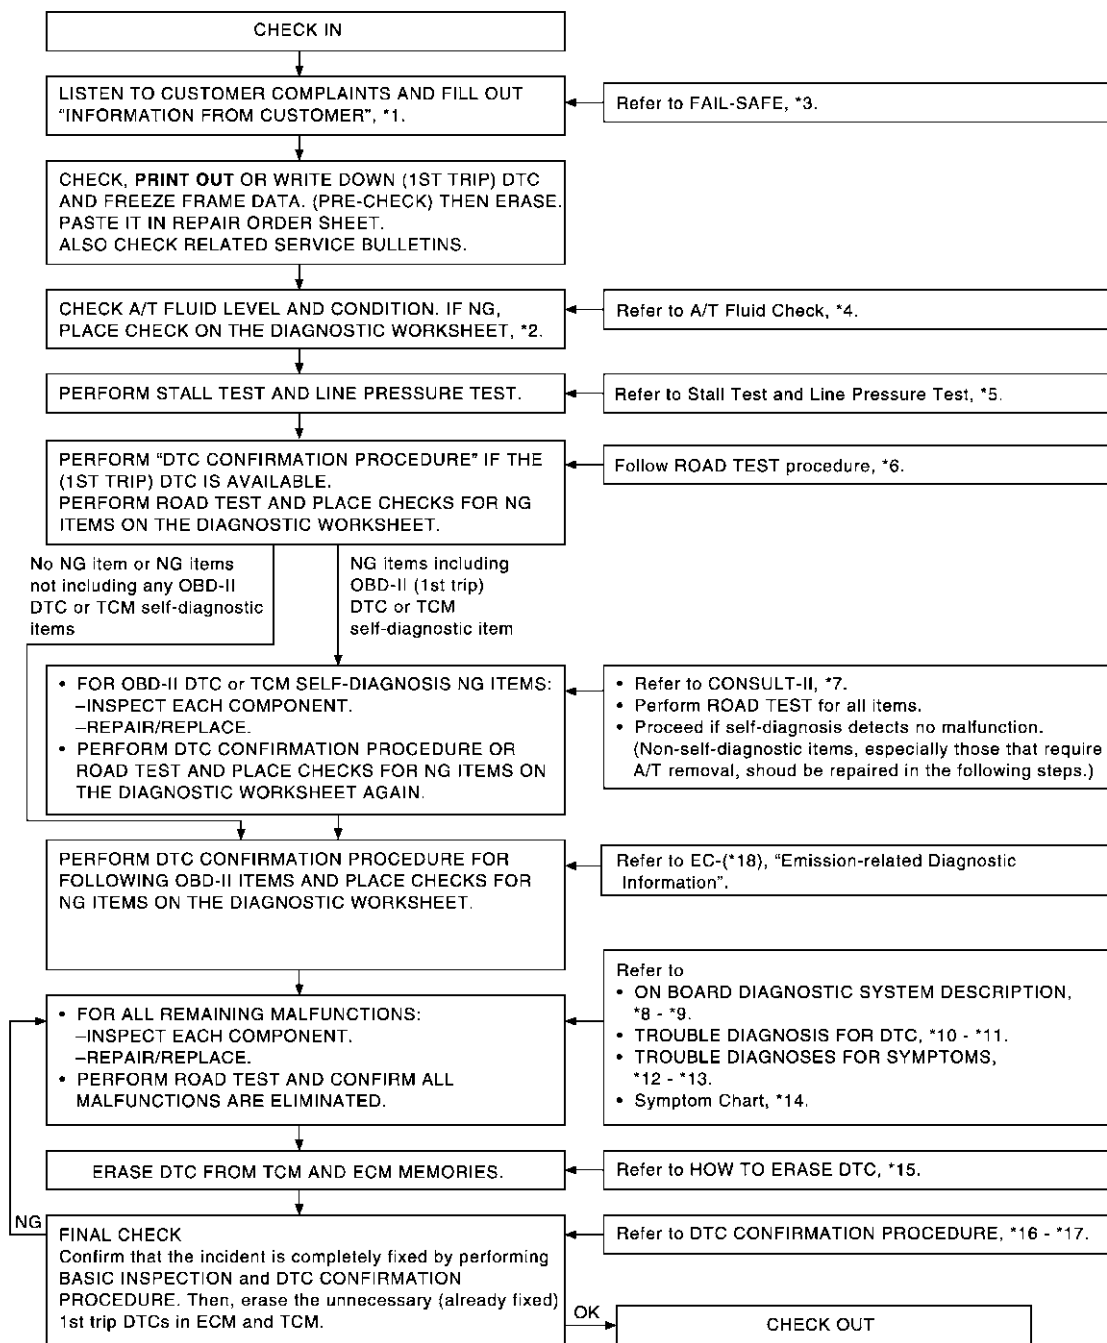 CHECK IN
LISTEN TO CUSTOMER COMPLAINTS AND FILL OUT
"INFORMATION FROM CUSTOMER", *1.
Refer to FAIL-SAFE, *3.
CHECK, PRINT OUT OR WRITE DOWN (1ST TRIP) DTC
AND FREEZE FRAME DATA. (PRE-CHECK) THEN ERASE.
PASTE IT IN REPAIR ORDER SHEET.
ALSO CHECK RELATED SERVICE BULLETINS.
CHECK A/T FLUID LEVEL AND CONDITION. IF NG,
PLACE CHECK ON THE DIAGNOSTIC WORKSHEET, *2.
Refer to A/T Fluid Check, *4.
PERFORM STALL TEST AND LINE PRESSURE TEST.
Refer to Stall Test and Line Pressure Test, *5.
PERFORM "DTC CONFIRMATION PROCEDURE" IF THE
(1ST TRIP) DTC IS AVAILABLE.
PERFORM ROAD TEST AND PLACE CHECKS FOR NG
ITEMS ON THE DIAGNOSTIC WORKSHEET.
Follow ROAD TEST procedure, *6.
No NG item or NG items
not including any OBD-II
DTC or TCM self-diagnostic
items
NG items including
OBD-II (1st trip)
DTC or TCM
self-diagnostic item
• FOR OBD-II DTC or TCM SELF-DIAGNOSIS NG ITEMS:
–INSPECT EACH COMPONENT.
–REPAIR/REPLACE.
• PERFORM DTC CONFIRMATION PROCEDURE OR
ROAD TEST AND PLACE CHECKS FOR NG ITEMS ON
THE DIAGNOSTIC WORKSHEET AGAIN.
• Refer to CONSULT-II, *7.
• Perform ROAD TEST for all items.
• Proceed if self-diagnosis detects no malfunction.
(Non-self-diagnostic items, especially those that require
A/T removal, shoud be repaired in the following steps.)
PERFORM DTC CONFIRMATION PROCEDURE FOR
FOLLOWING OBD-II ITEMS AND PLACE CHECKS FOR
NG ITEMS ON THE DIAGNOSTIC WORKSHEET.
Refer to EC-(*18), "Emission-related Diagnostic
Information".
• FOR ALL REMAINING MALFUNCTIONS:
–INSPECT EACH COMPONENT.
–REPAIR/REPLACE.
• PERFORM ROAD TEST AND CONFIRM ALL
MALFUNCTIONS ARE ELIMINATED.
Refer to
• ON BOARD DIAGNOSTIC SYSTEM DESCRIPTION,
*8 - *9.
• TROUBLE DIAGNOSIS FOR DTC, *10 - *11.
• TROUBLE DIAGNOSES FOR SYMPTOMS,
*12 - *13.
• Symptom Chart, *14.
ERASE DTC FROM TCM AND ECM MEMORIES.
Refer to HOW TO ERASE DTC, *15.
NG
FINAL CHECK
Confirm that the incident is completely fixed by performing
BASIC INSPECTION and DTC CONFIRMATION
PROCEDURE. Then, erase the unnecessary (already fixed)
1st trip DTCs in ECM and TCM.
Refer to DTC CONFIRMATION PROCEDURE, *16 - *17.
OK
CHECK OUT